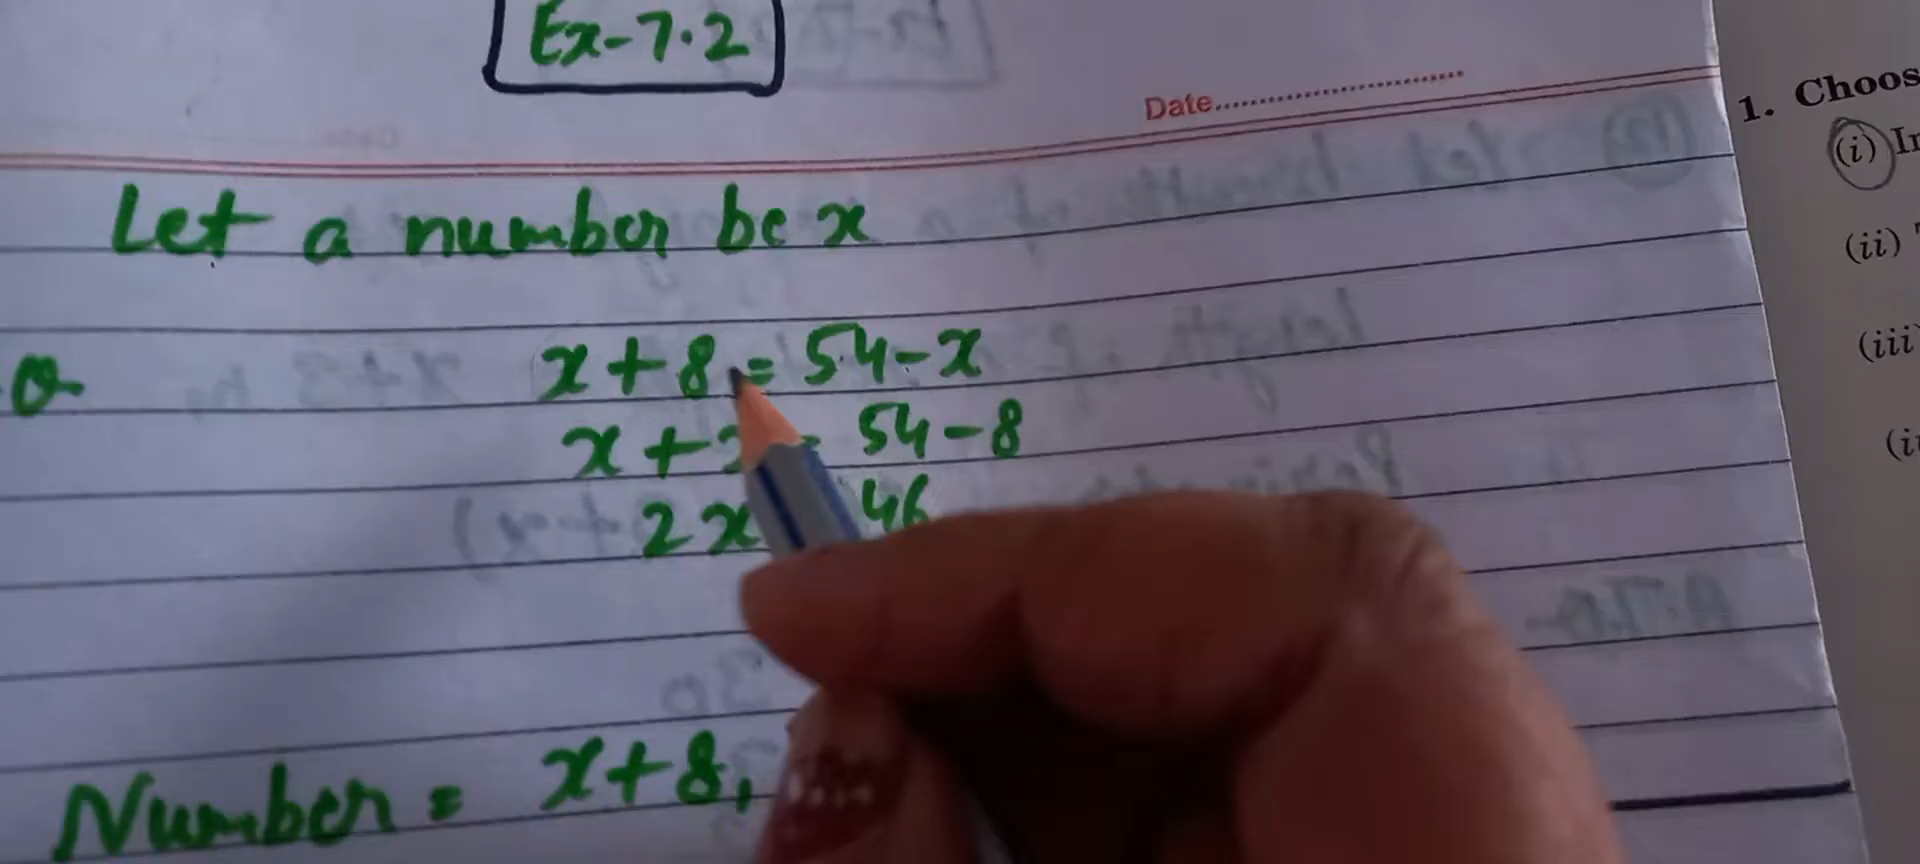 Ex-7.2
Date
1. Choos
(i) In
Let a number be x
(ii)
x + 8 = 54 - x
(iii)
x + 54 - 8
2x 46
Number = x + 8,